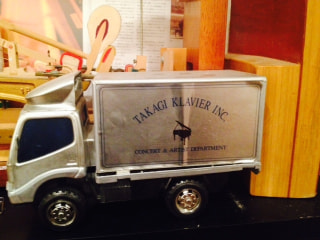 TAKAGI KLAVIER INC.
CONCERT & ARTIST DEPARTMENT